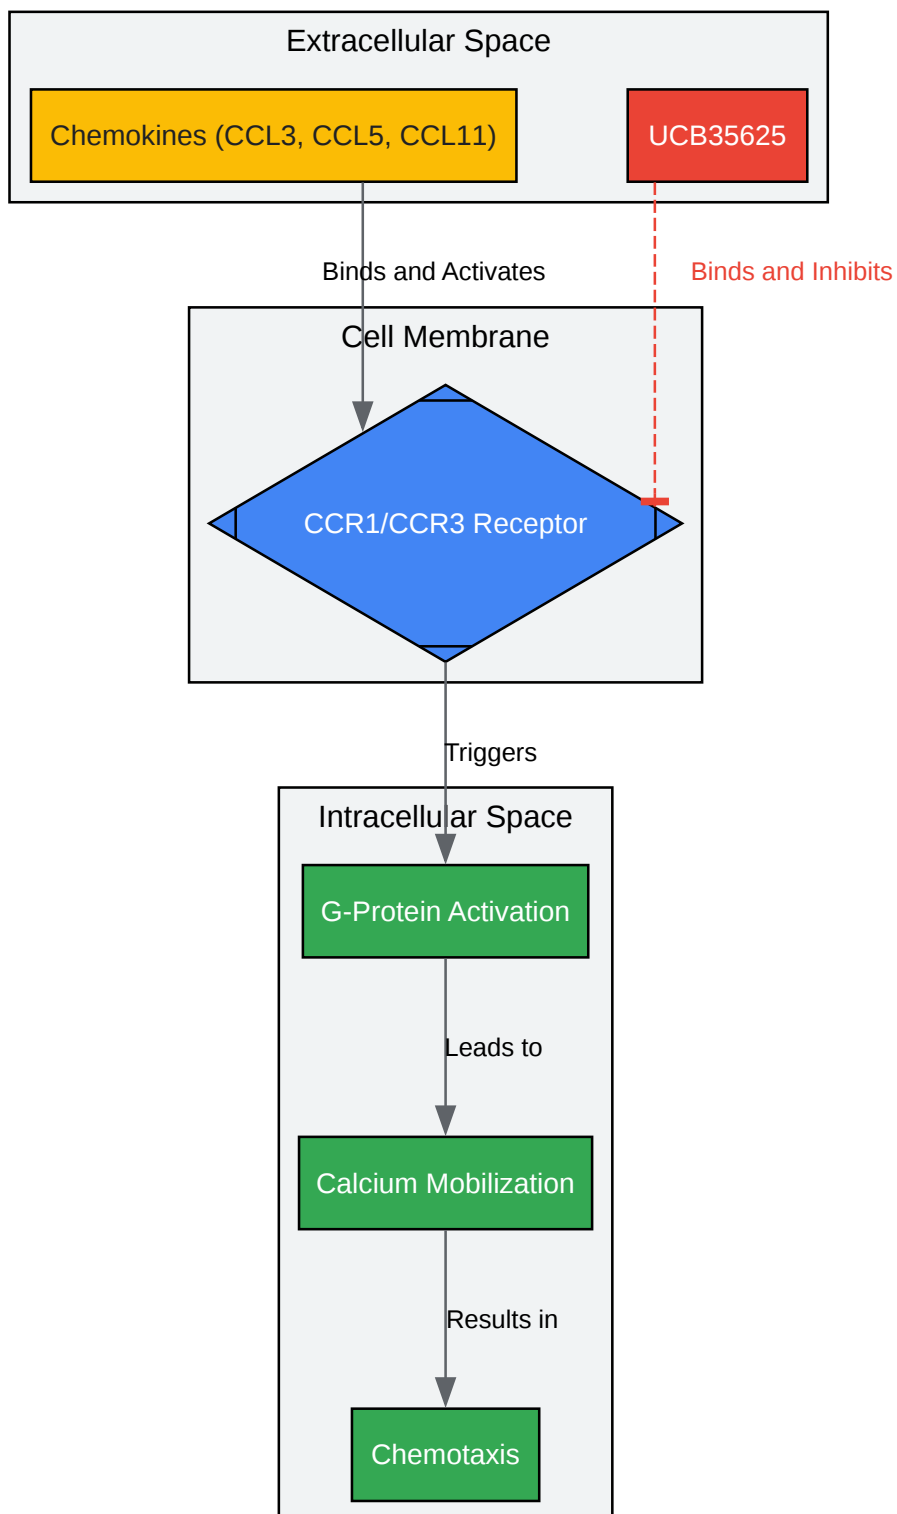 Extracellular Space
Chemokines (CCL3, CCL5, CCL11)
UCB35625
Binds and Activates
Binds and Inhibits
Cell Membrane
CCR1/CCR3 Receptor
Triggers
Intracellular Space
G-Protein Activation
Leads to
Calcium Mobilization
Results in
Chemotaxis